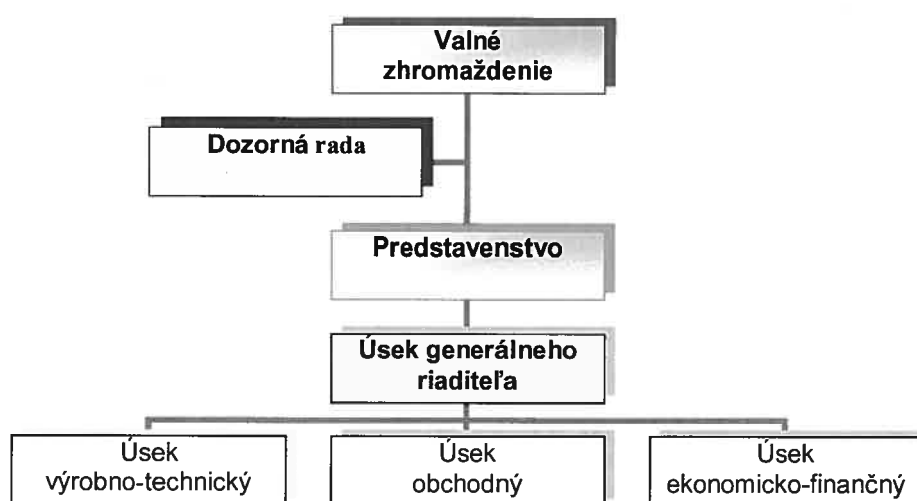 Valné
zhromaždenie
Dozorná rada
Predstavenstvo
Úsek generálneho
riaditeľa
Úsek
výrobno-technický
Úsek
obchodný
Úsek
ekonomicko-finančný